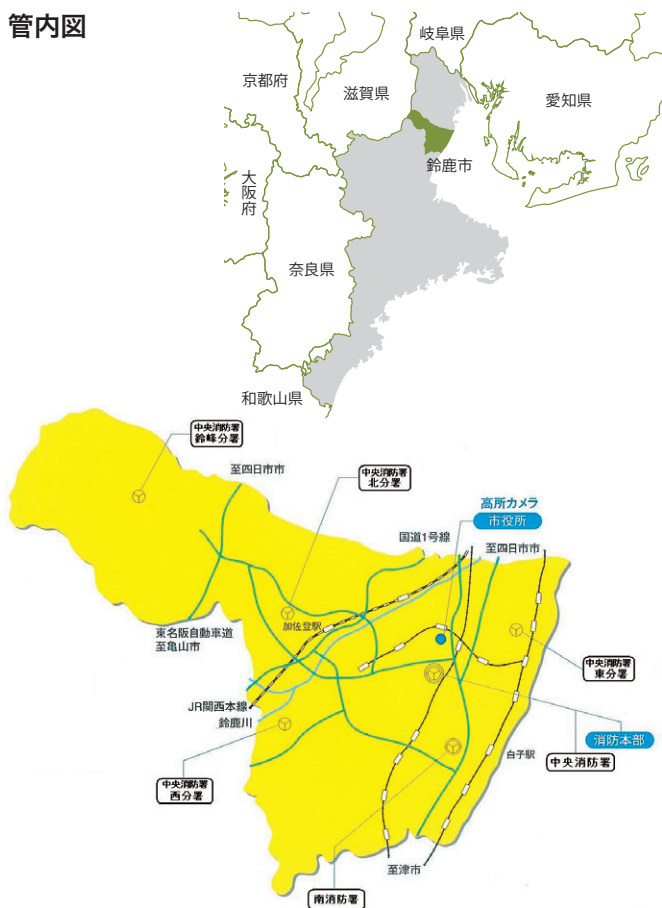 管内図
岐阜県
京都府
滋賀県
愛知県
鈴鹿市
大阪府
奈良県
和歌山県
中央消防署
鈴峰分署
至四日市市
中央消防署
北分署
高所カメラ
市役所
国道1号線
至四日市市
加佐登駅
東名阪自動車道
至亀山市
中央消防署
東分署
JR関西本線
鈴鹿川
消防本部
白子駅
中央消防署
中央消防署
西分署
至津市
南消防署